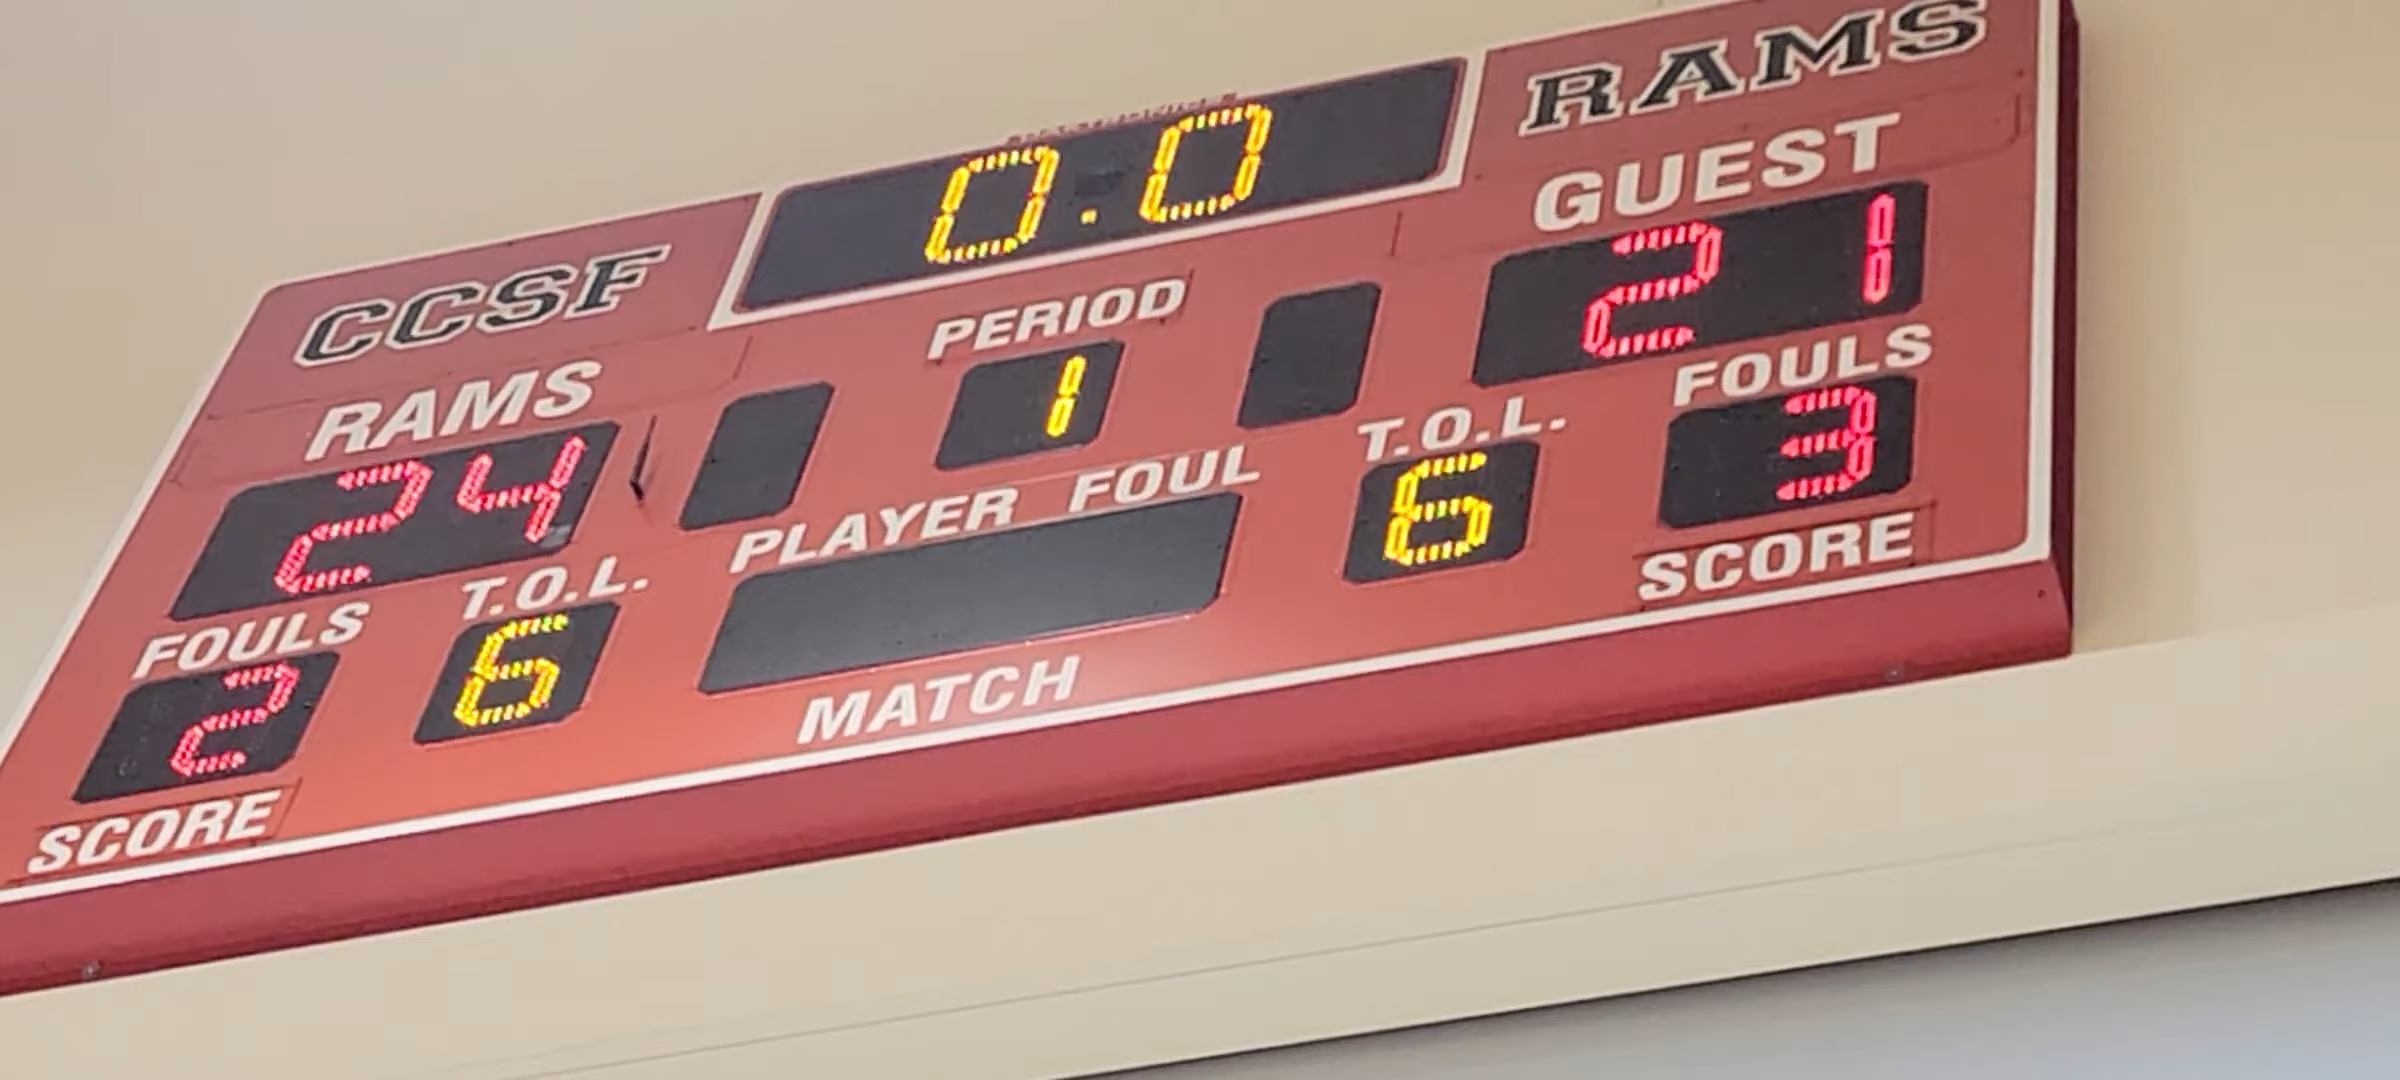 CCSF
RAMS
0.0
RAMS
24
PERIOD
1
GUEST
21
FOULS
2
T.O.L.
6
PLAYER FOUL
T.O.L.
6
FOULS
3
SCORE
MATCH
SCORE